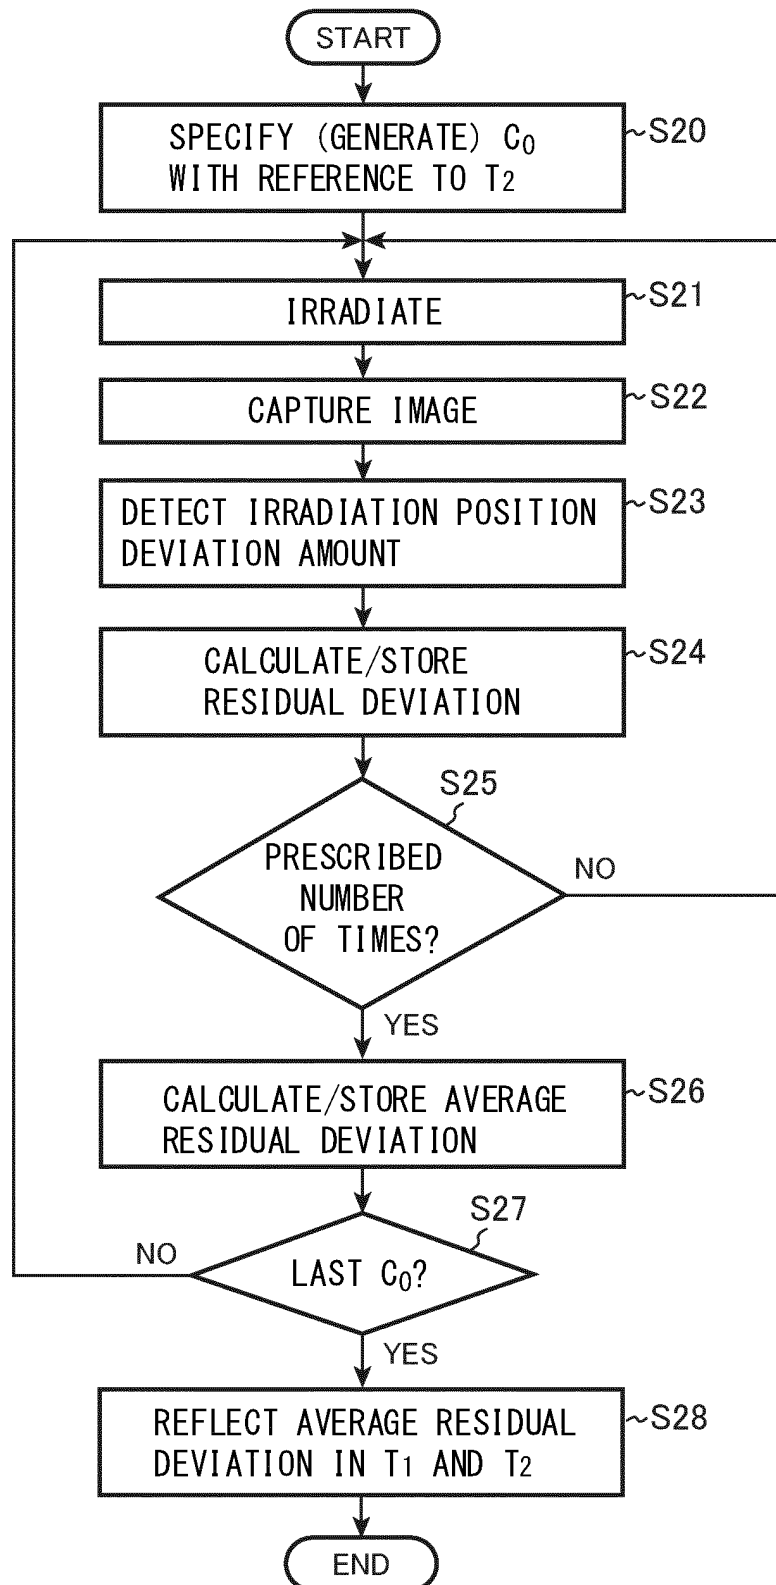 START
SPECIFY (GENERATE) C0
WITH REFERENCE TO T2
S20
IRRADIATE
S21
CAPTURE IMAGE
S22
DETECT IRRADIATION POSITION
DEVIATION AMOUNT
S23
CALCULATE/STORE
RESIDUAL DEVIATION
S24
S25
PRESCRIBED
NUMBER
OF TIMES?
NO
YES
CALCULATE/STORE AVERAGE
RESIDUAL DEVIATION
S26
S27
LAST C0?
NO
YES
REFLECT AVERAGE RESIDUAL
DEVIATION IN T1 AND T2
S28
END